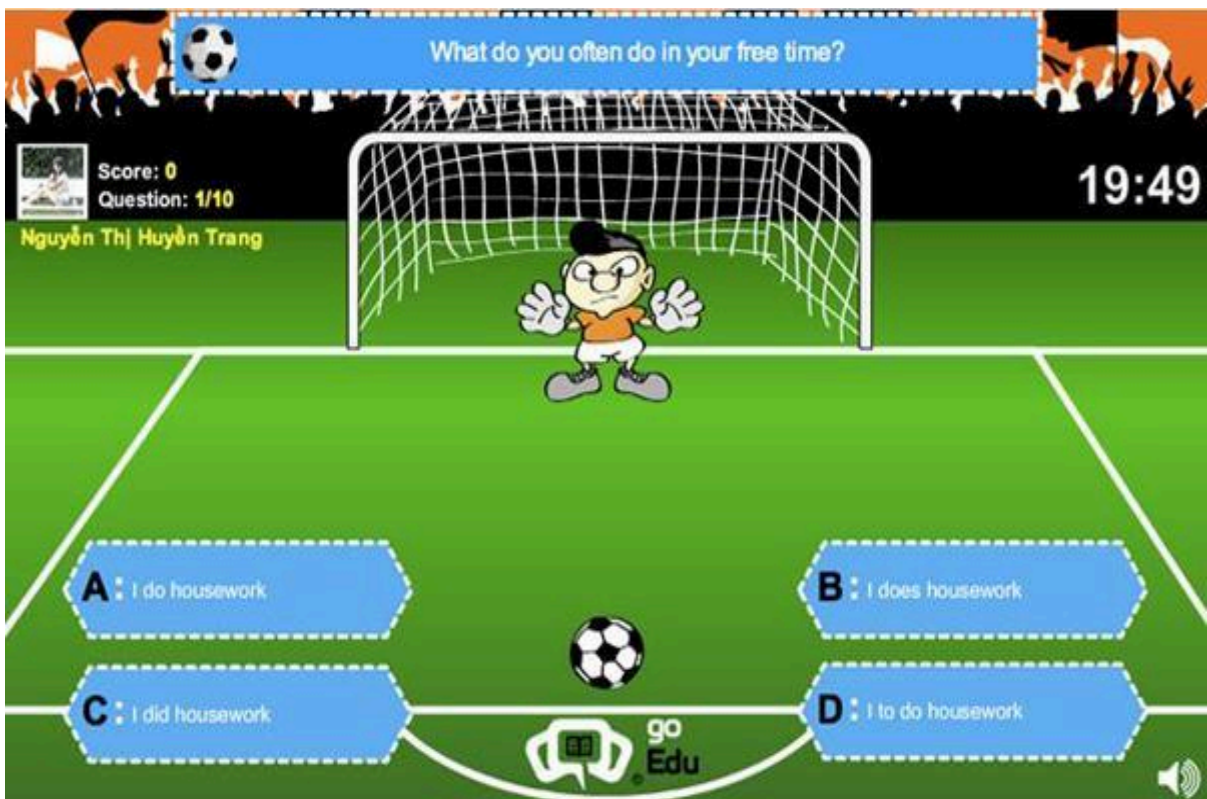 What do you often do in your free time?
Score: 0
Question: 1/10
19:49
Nguyễn Thị Huyền Trang
A : I do housework
B : I does housework
C : I did housework
D : I to do housework
go
Edu